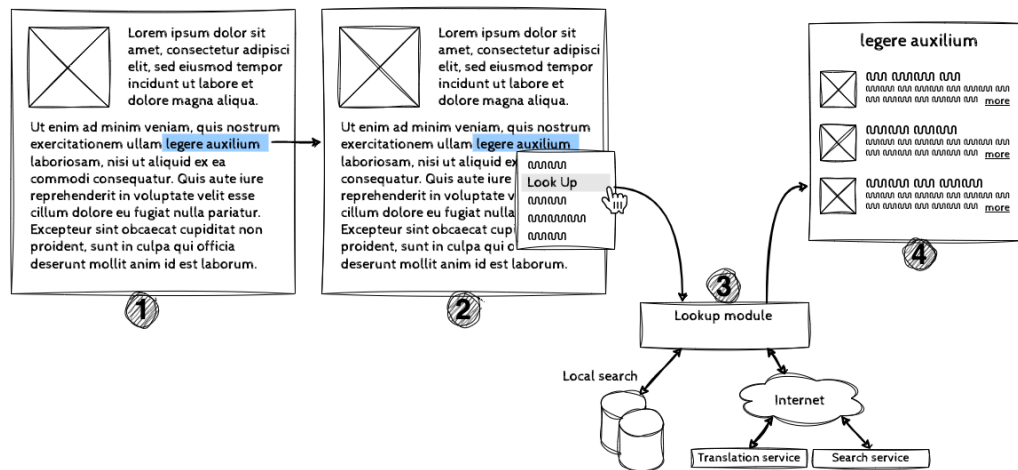 Lorem ipsum dolor sit
amet, consectetur adipisci
elit, sed eiusmod tempor
incidunt ut labore et
dolore magna aliqua.
Ut enim ad minim veniam, quis nostrum
exercitationem ullam legere auxilium
laboriosam, nisi ut aliquid ex ea
commodi consequatur. Quis aute iure
reprehenderit in voluptate velit esse
cillum dolore eu fugiat nulla pariatur.
Excepteur sint obcaecat cupiditat non
proident, sunt in culpa qui officia
deserunt mollit anim id est laborum.
1
Lorem ipsum dolor sit
amet, consectetur adipisci
elit, sed eiusmod tempor
incidunt ut labore et
dolore magna aliqua.
Ut enim ad minim veniam, quis nostrum
exercitationem ullam legere auxilium
laboriosam, nisi ut aliquid ex
consequatur. Quis aute iure
reprehenderit in voluptate v
cillum dolore eu fugiat nulla
Excepteur sint obcaecat cup
proident, sunt in culpa qui o
deserunt mollit anim id est laborum.
Look Up
2
3
Lookup module
Local search
Internet
Translation service
Search service
legere auxilium
more
more
more
4